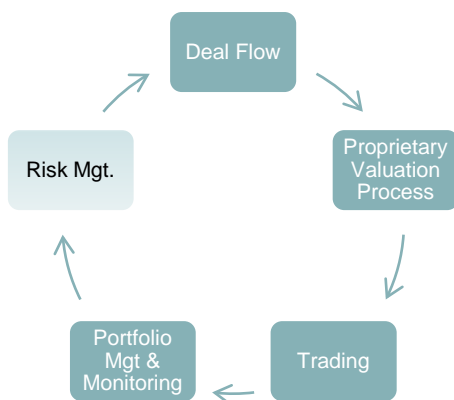 Deal Flow
Proprietary
Valuation
Process
Trading
Portfolio
Mgt &
Monitoring
Risk Mgt.